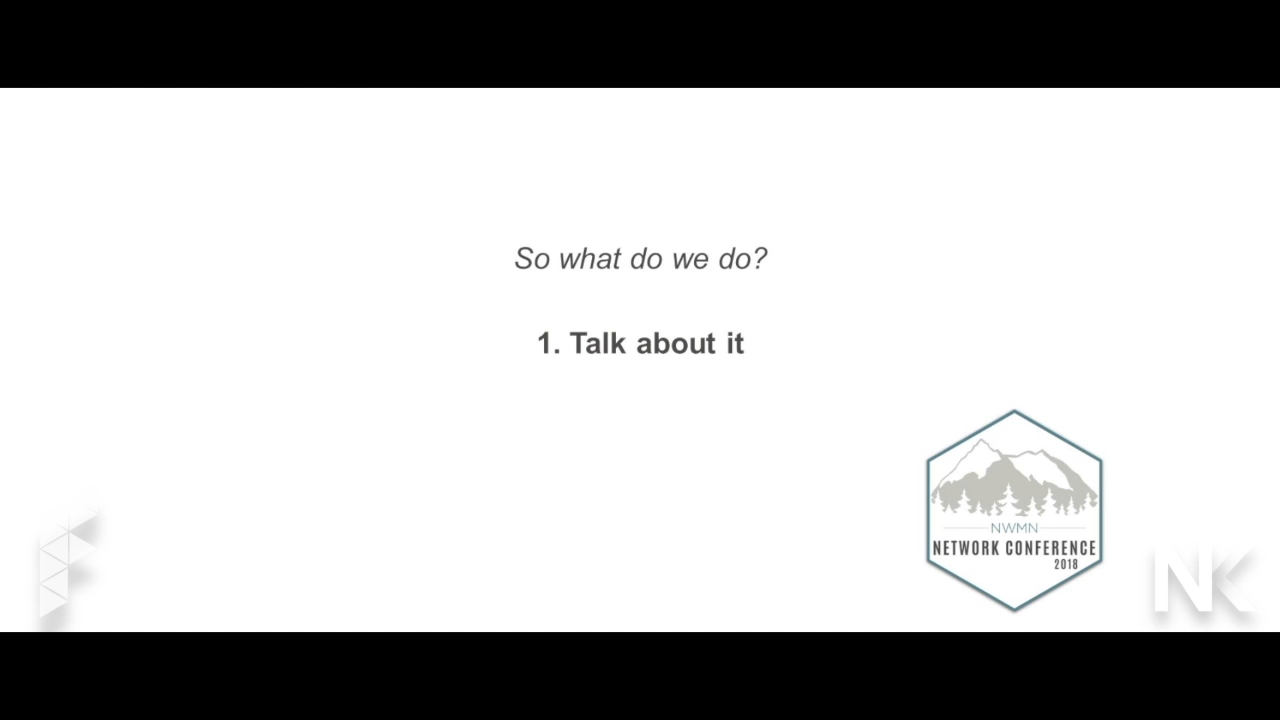 So what do we do?
1. Talk about it
NWMN
NETWORK CONFERENCE
2018
NK